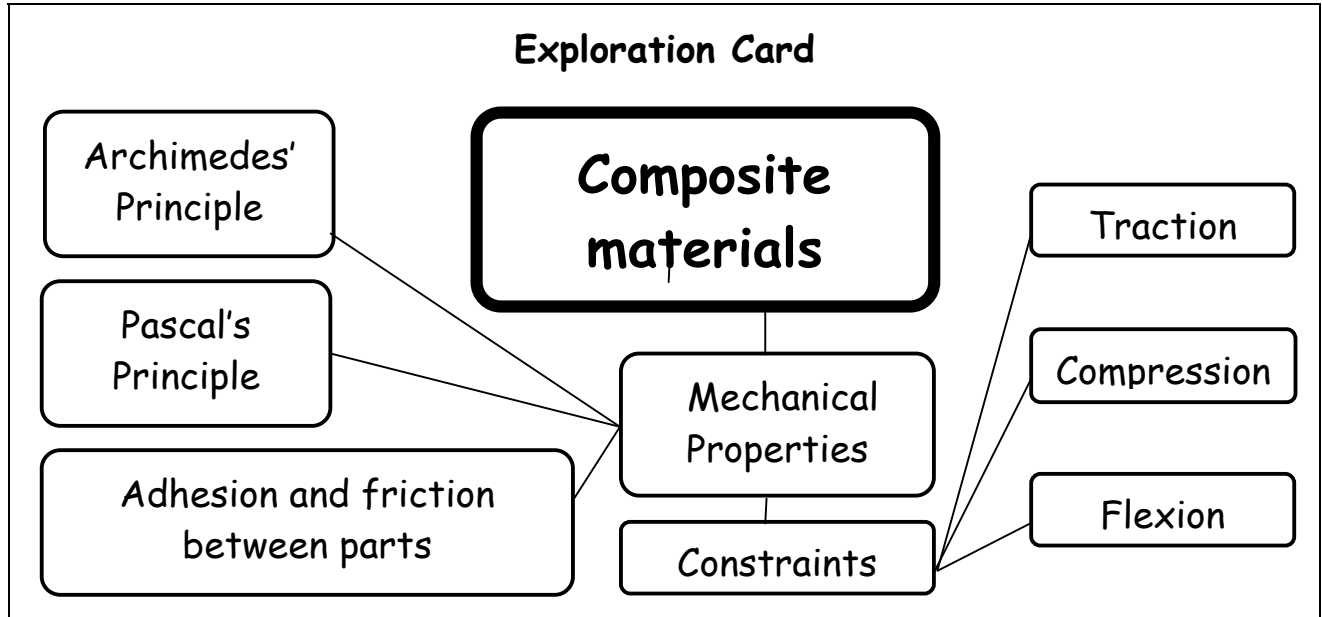 Exploration Card
Archimedes’
Principle
Composite
materials
Traction
Pascal’s
Principle
Mechanical
Properties
Compression
Adhesion and friction
between parts
Constraints
Flexion